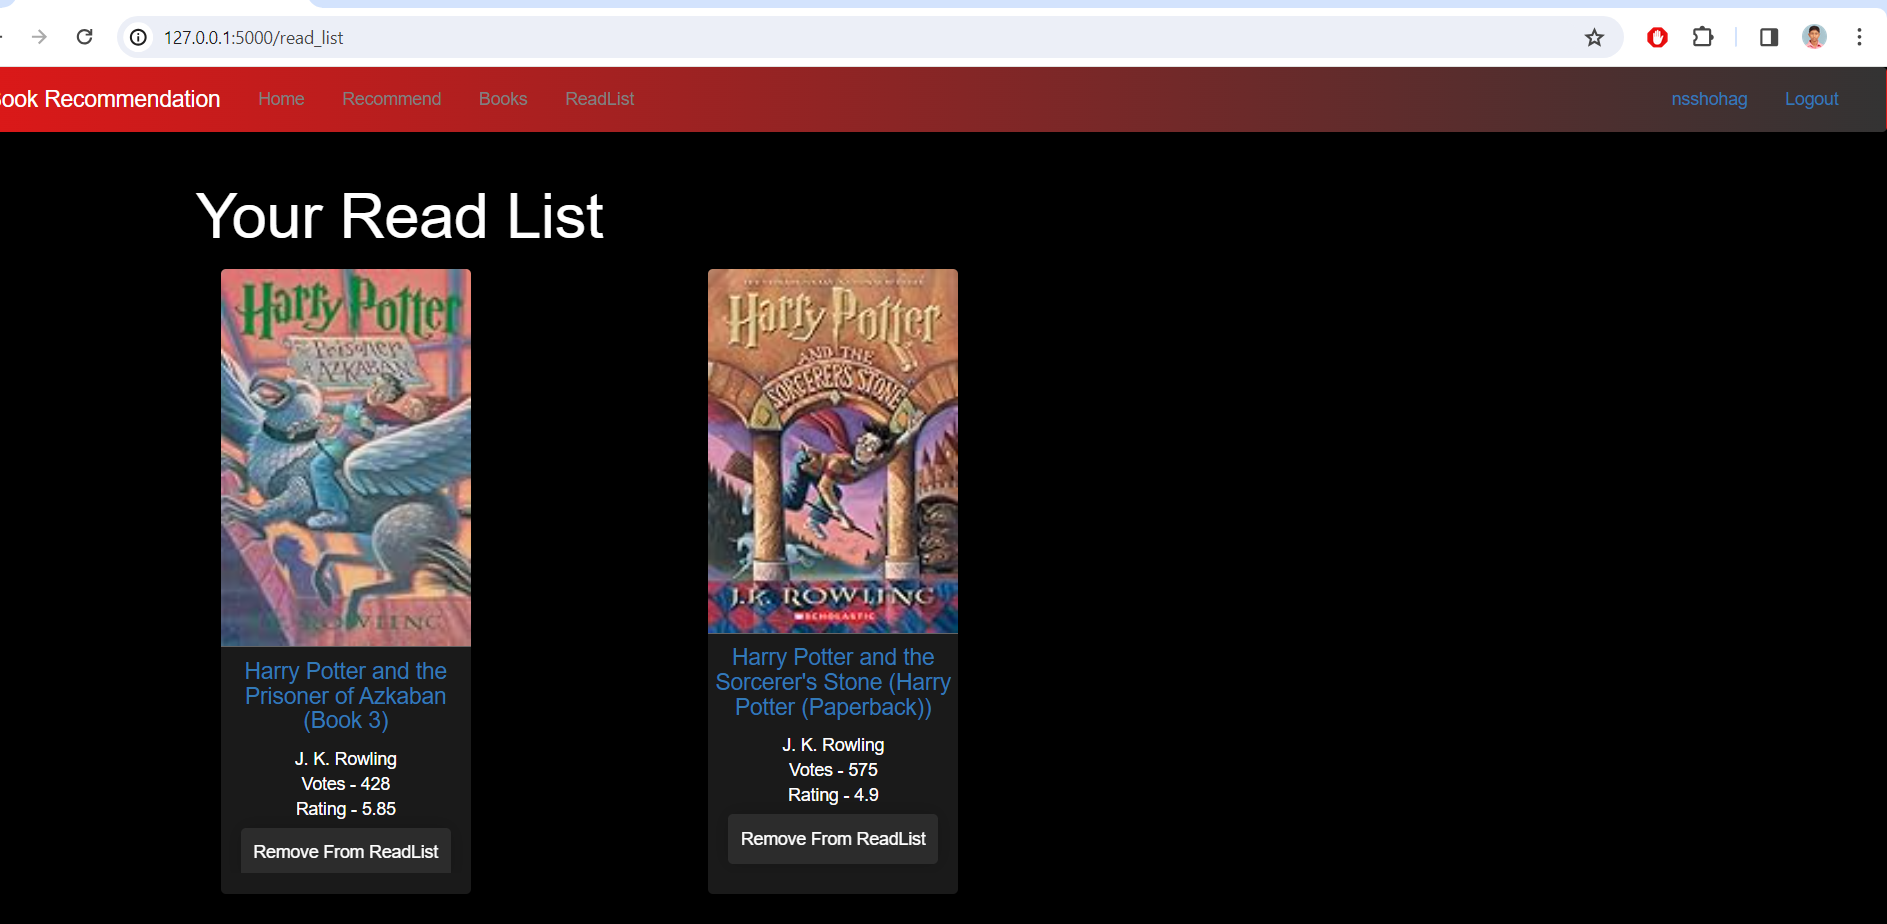 127.0.0.1:5000/read_list
Book Recommendation Home Recommend Books ReadList nsshohag Logout
Your Read List
Harry Potter
Prisoner
AZKABAN
ROWLING
Harry Potter and the
Prisoner of Azkaban
(Book 3)
J. K. Rowling
Votes - 428
Rating - 5.85
Remove From ReadList
Harry Potter
AND THE
SORCERER'S STONE
J.K. ROWLING
SCHOLASTIC
Harry Potter and the
Sorcerer's Stone (Harry
Potter (Paperback))
J. K. Rowling
Votes - 575
Rating - 4.9
Remove From ReadList